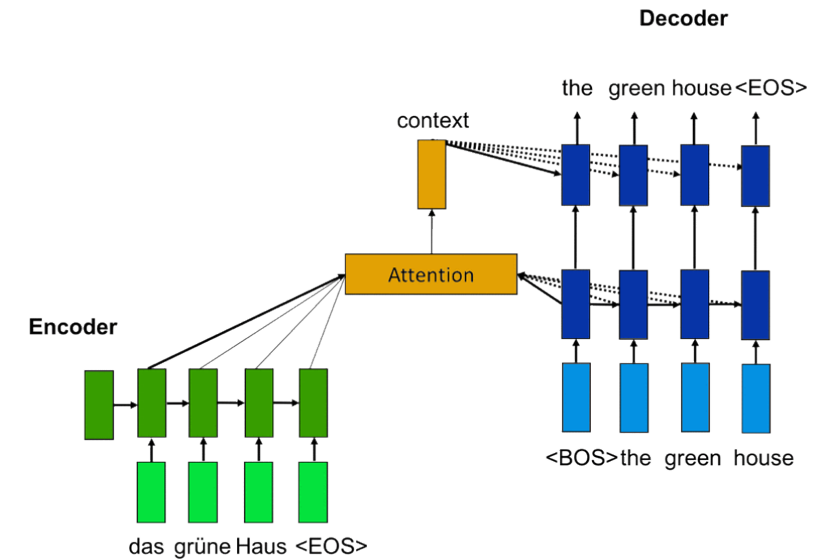 Decoder
the green house <EOS>
context
Attention
Encoder
<BOS> the green house
das grüne Haus <EOS>